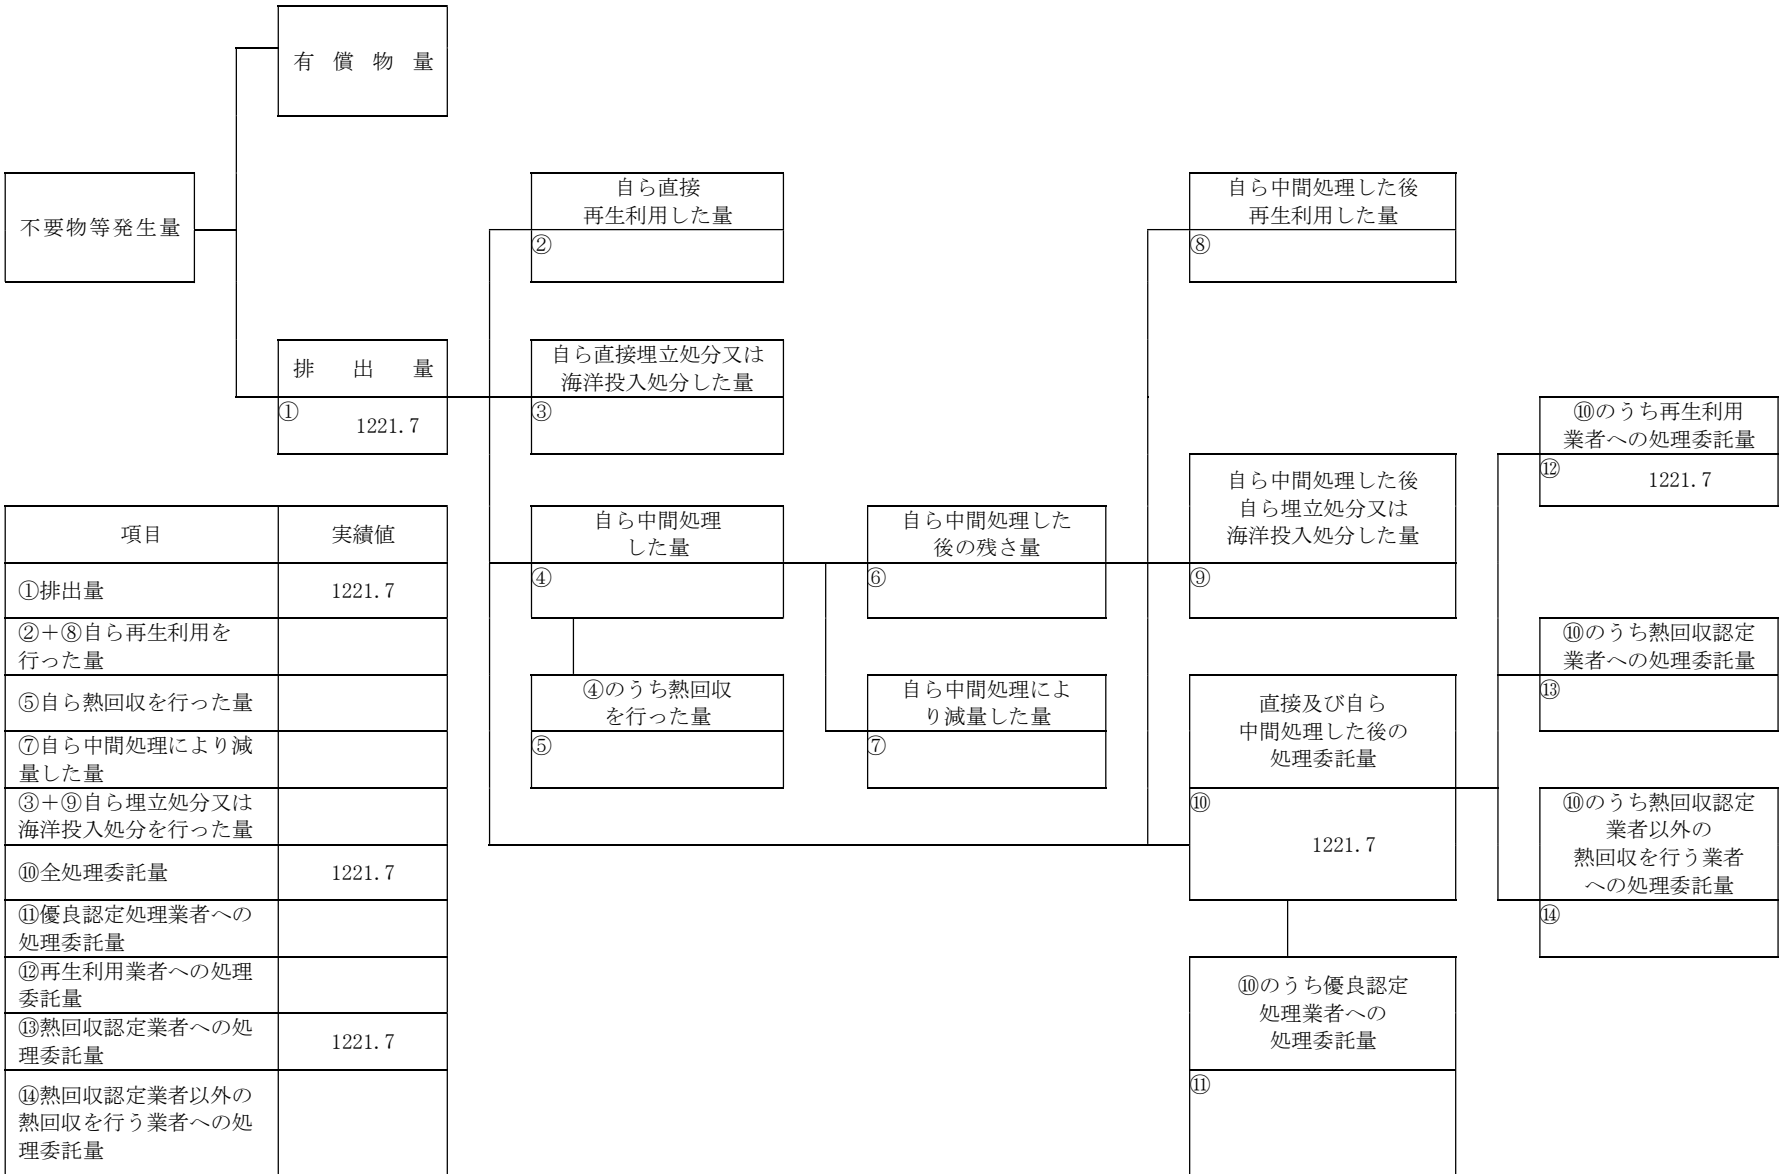 有償物量
不要物等発生量
自ら直接
再生利用した量
②
自ら中間処理した後
再生利用した量
⑧
排出量
①
1221.7
自ら直接埋立処分又は
海洋投入処分した量
③
⑩のうち再生利用
業者への処理委託量
⑫
1221.7
自ら中間処理
した量
④
自ら中間処理した
後の残さ量
⑥
自ら中間処理した後
自ら埋立処分又は
海洋投入処分した量
⑨
⑩のうち熱回収認定
業者への処理委託量
⑬
④のうち熱回収
を行った量
⑤
自ら中間処理によ
り減量した量
⑦
直接及び自ら
中間処理した後の
処理委託量
⑩
1221.7
⑩のうち熱回収認定
業者以外の
熱回収を行う業者
への処理委託量
⑭
⑩のうち優良認定
処理業者への
処理委託量
⑪
項目 実績値
①排出量 1221.7
②＋⑧自ら再生利用を
行った量
⑤自ら熱回収を行った量
⑦自ら中間処理により減
量した量
③＋⑨自ら埋立処分又は
海洋投入処分を行った量
⑩全処理委託量 1221.7
⑪優良認定処理業者への
処理委託量
⑫再生利用業者への処理
委託量
⑬熱回収認定業者への処
理委託量
1221.7
⑭熱回収認定業者以外の
熱回収を行う業者への処
理委託量